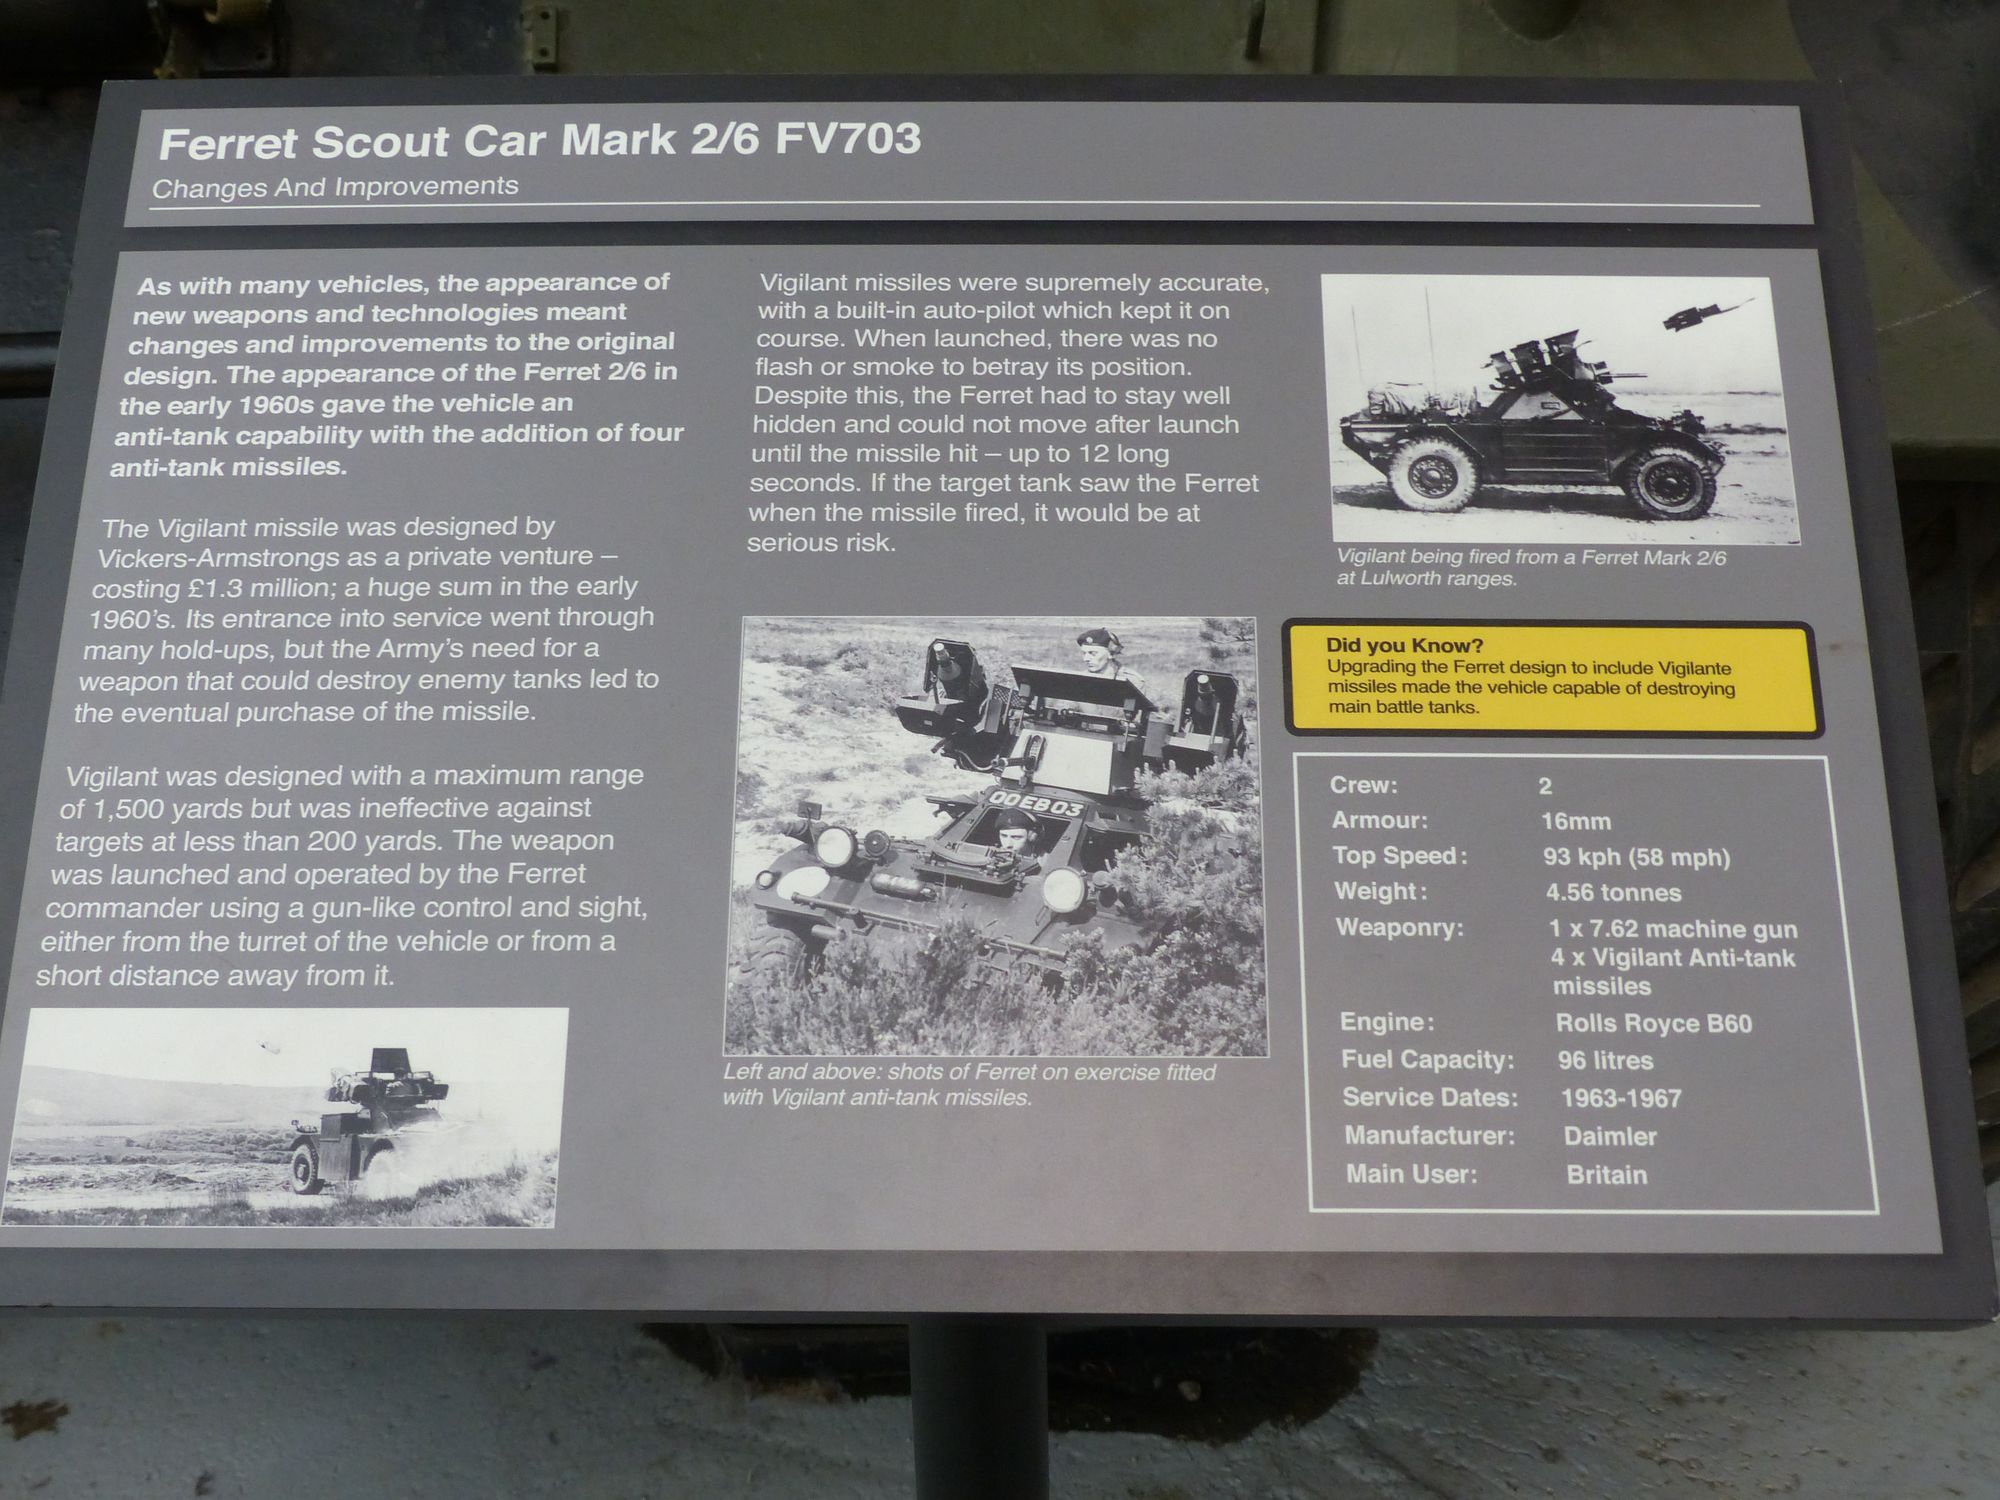 Ferret Scout Car Mark 2/6 FV703
Changes And Improvements
As with many vehicles, the appearance of
new weapons and technologies meant
changes and improvements to the original
design. The appearance of the Ferret 2/6 in
the early 1960s gave the vehicle an
anti-tank capability with the addition of four
anti-tank missiles.
The Vigilant missile was designed by
Vickers-Armstrongs as a private venture –
costing £1.3 million; a huge sum in the early
1960's. Its entrance into service went through
many hold-ups, but the Army's need for a
weapon that could destroy enemy tanks led to
the eventual purchase of the missile.
Vigilant was designed with a maximum range
of 1,500 yards but was ineffective against
targets at less than 200 yards. The weapon
was launched and operated by the Ferret
commander using a gun-like control and sight,
either from the turret of the vehicle or from a
short distance away from it.
Vigilant missiles were supremely accurate,
with a built-in auto-pilot which kept it on
course. When launched, there was no
flash or smoke to betray its position.
Despite this, the Ferret had to stay well
hidden and could not move after launch
until the missile hit – up to 12 long
seconds. If the target tank saw the Ferret
when the missile fired, it would be at
serious risk.
00EB03
Left and above: shots of Ferret on exercise fitted
with Vigilant anti-tank missiles.
Vigilant being fired from a Ferret Mark 2/6
at Lulworth ranges.
Did you Know?
Upgrading the Ferret design to include Vigilante
missiles made the vehicle capable of destroying
main battle tanks.
Crew: 2
Armour: 16mm
Top Speed: 93 kph (58 mph)
Weight: 4.56 tonnes
Weaponry: 1 x 7.62 machine gun
4 x Vigilant Anti-tank
missiles
Engine: Rolls Royce B60
Fuel Capacity: 96 litres
Service Dates: 1963-1967
Manufacturer: Daimler
Main User: Britain